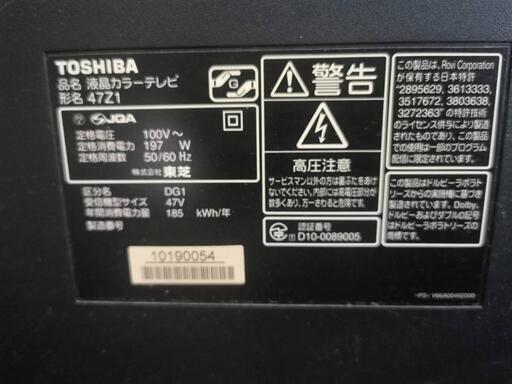 TOSHIBA
品名 液晶カラーテレビ
形名 47Z1
JQA
定格電圧 100V～
定格消費電力 197 W
定格周波数 50/60 Hz
株式会社 東芝
区分名 DG1
受信機型サイズ 47V
年間消費電力量 185 kWh/年
製造番号
10190054
G
警告
高圧注意
サービスマン以外の方は裏ぶたをあけないでください。内部には高電圧部分が数多くあり、万一さわると危険です。
認証番号
D10-0089005
この製品は、Rovi Corporation
が保有する日本特許
"2895629, 3613333,
3517672, 3803638,
3272363" の特許技術
のライセンス供与により製造
されており、この製品での
使用は一部のプログラム
配信に限定されています。
この製品はドルビーラボラト
リーズからの実施権に基づき
製造されています。Dolby、
ドルビー及びダブルD記号
はドルビーラボラトリーズの
商標です。